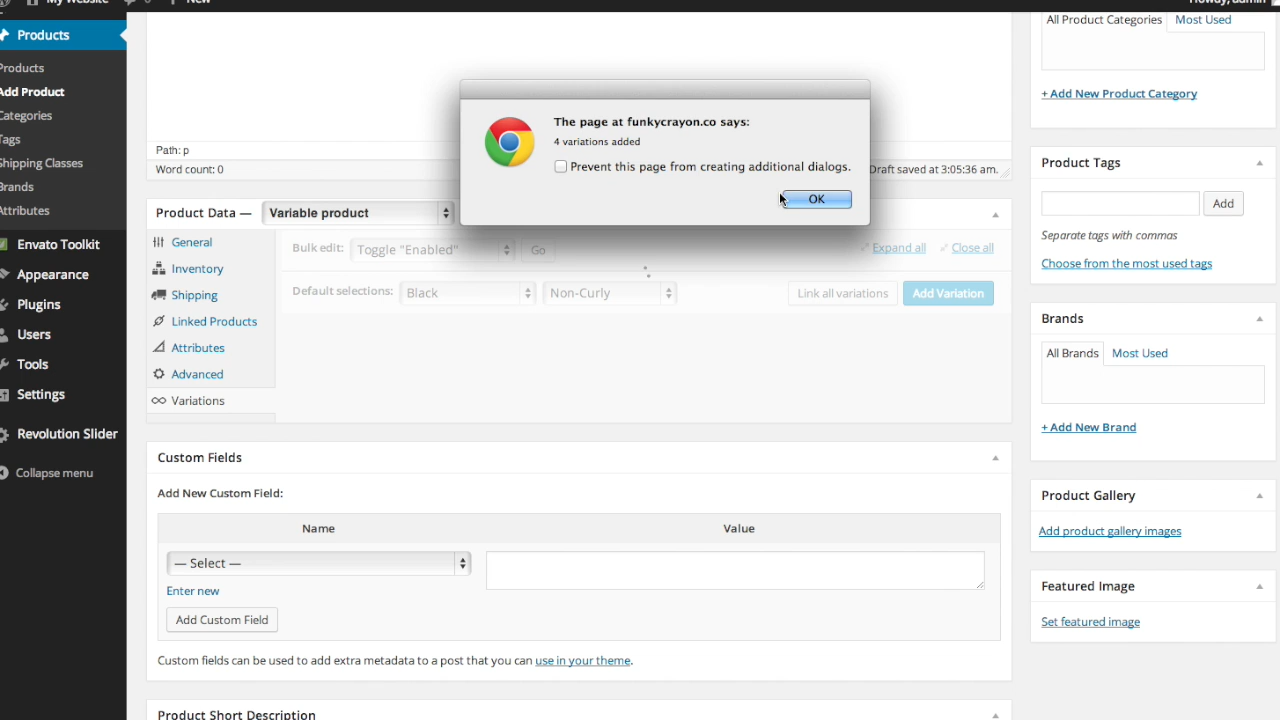 My Website
New
Howdy, admin
Products
Products
Add Product
Categories
Tags
Shipping Classes
Brands
Attributes
Envato Toolkit
Appearance
Plugins
Users
Tools
Settings
Revolution Slider
Collapse menu
Path: p
Word count: 0
Draft saved at 3:05:36 am.
The page at funkycrayon.co says:
4 variations added
Prevent this page from creating additional dialogs.
OK
Product Data — Variable product
General
Inventory
Shipping
Linked Products
Attributes
Advanced
Variations
Bulk edit: Toggle "Enabled" Go Expand all Close all
Default selections: Black Non-Curly Link all variations Add Variation
Custom Fields
Add New Custom Field:
Name Value
— Select —
Enter new
Add Custom Field
Custom fields can be used to add extra metadata to a post that you can use in your theme.
Product Short Description
All Product Categories Most Used
+ Add New Product Category
Product Tags
Add
Separate tags with commas
Choose from the most used tags
Brands
All Brands Most Used
+ Add New Brand
Product Gallery
Add product gallery images
Featured Image
Set featured image